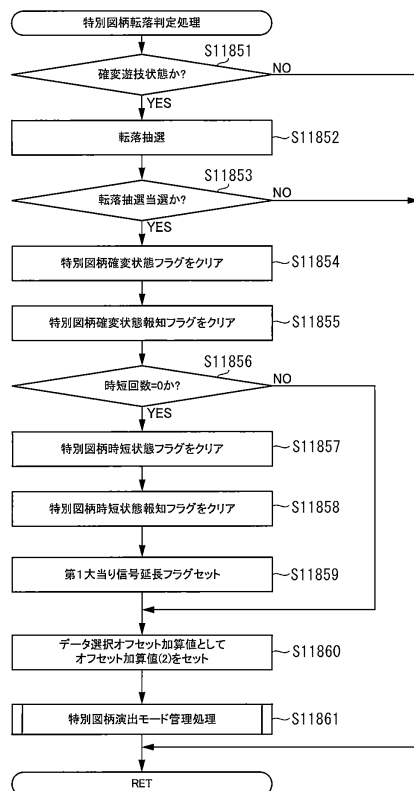 特別図柄転落判定処理
S11851
確変遊技状態か?
NO
YES
転落抽選
S11852
S11853
転落抽選当選か?
NO
YES
特別図柄確変状態フラグをクリア
S11854
特別図柄確変状態報知フラグをクリア
S11855
S11856
時短回数=0か?
NO
YES
特別図柄時短状態フラグをクリア
S11857
特別図柄時短状態報知フラグをクリア
S11858
第1大当り信号延長フラグセット
S11859
データ選択オフセット加算値として
オフセット加算値(2)をセット
S11860
特別図柄演出モード管理処理
S11861
RET